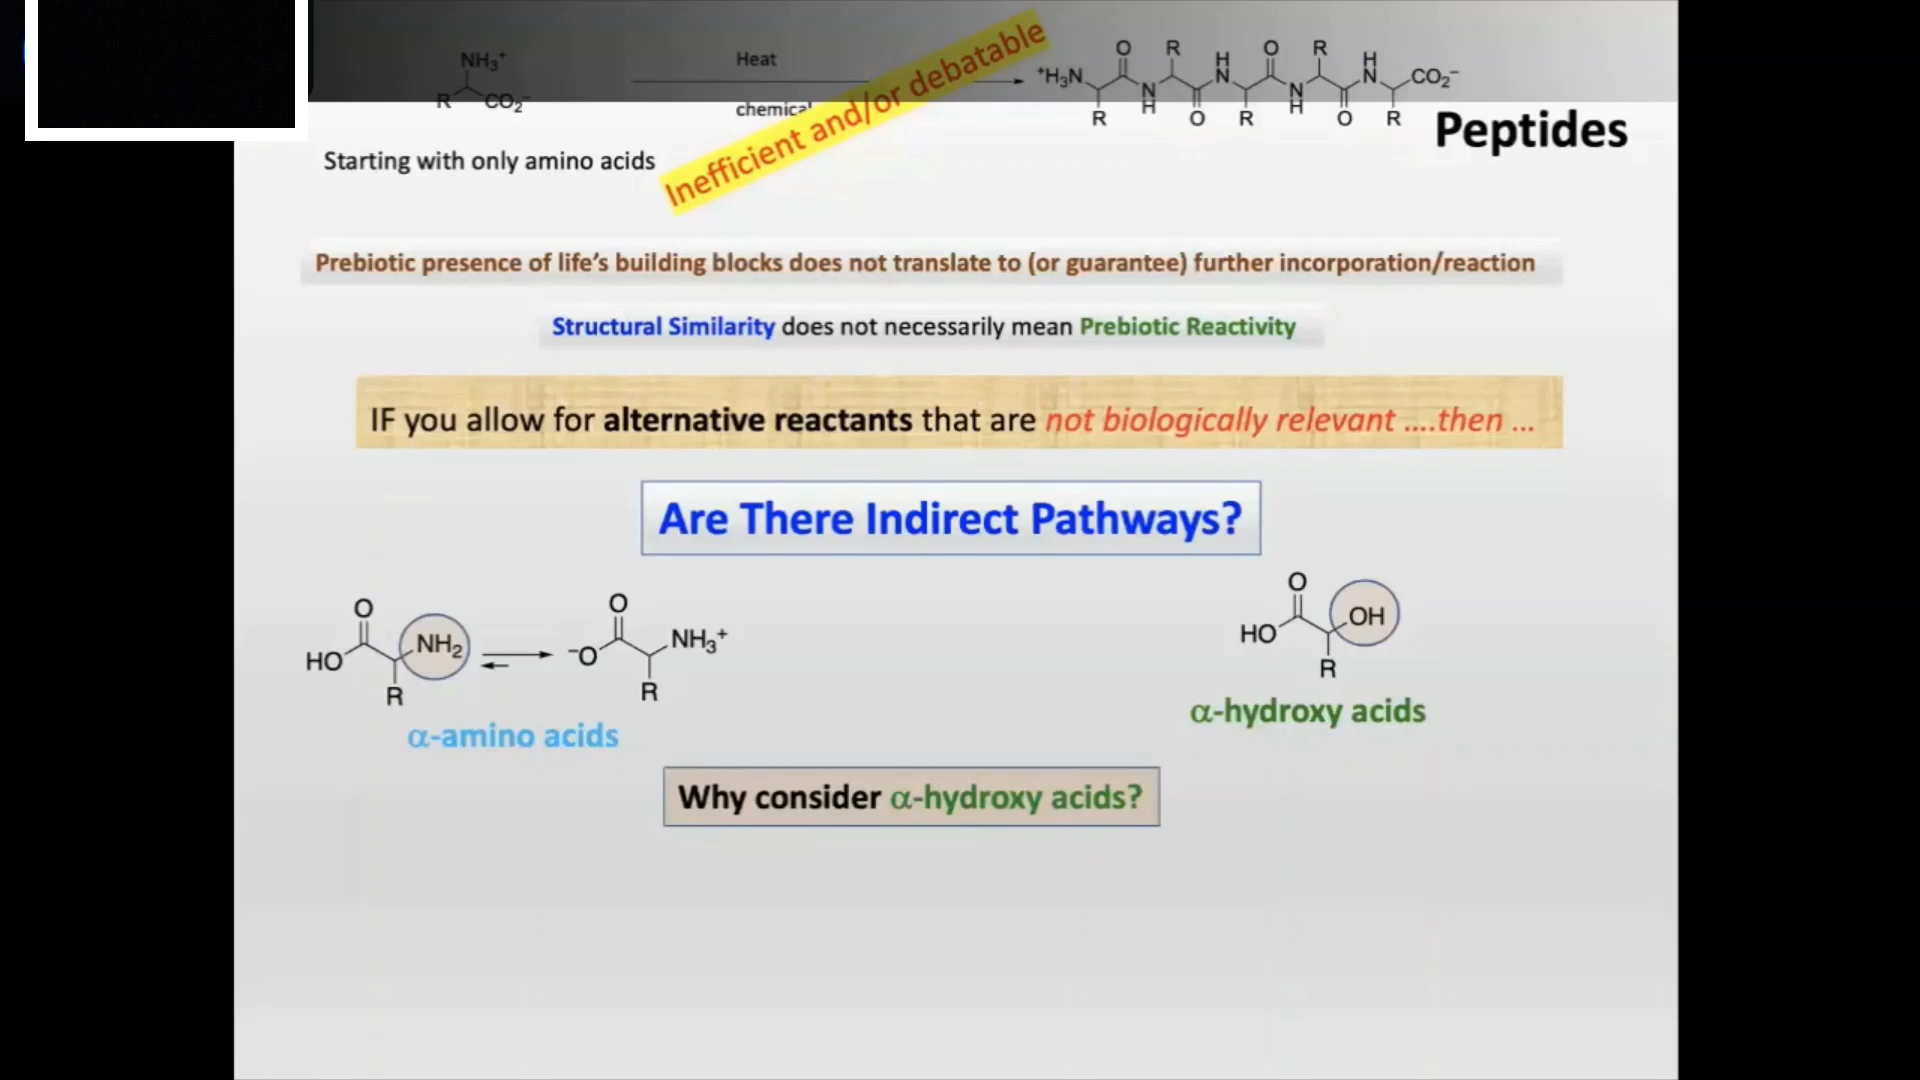 NH3+
R
CO2-
Heat
chemical
Inefficient and/or debatable
+H3N
R
O
N
H
R
O
H
N
R
O
N
H
R
O
H
N
R
CO2-
Peptides
Starting with only amino acids
Prebiotic presence of life’s building blocks does not translate to (or guarantee) further incorporation/reaction
Structural Similarity does not necessarily mean Prebiotic Reactivity
IF you allow for alternative reactants that are not biologically relevant ....then ...
Are There Indirect Pathways?
O
HO
NH2
R
O
-O
NH3+
R
O
HO
OH
R
α-amino acids
α-hydroxy acids
Why consider α-hydroxy acids?